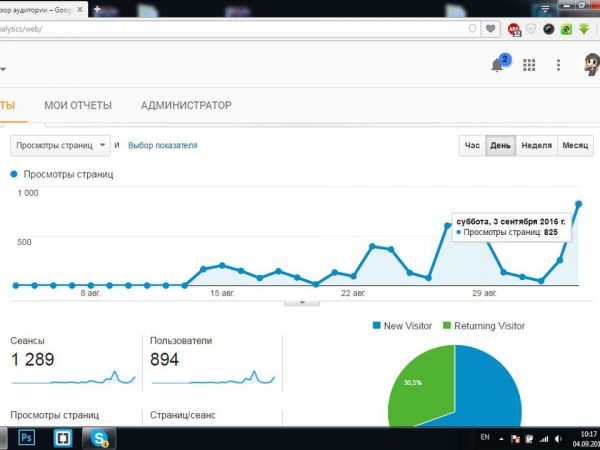 зор аудитории – Goog
nalytics/web/
2
ТЫ МОИ ОТЧЕТЫ АДМИНИСТРАТОР
Просмотры страниц и Выбор показателя Час День Неделя Месяц
Просмотры страниц
1 000
500
суббота, 3 сентября 2016 г.
Просмотры страниц: 825
8 авг. 15 авг. 22 авг. 29 авг.
New Visitor Returning Visitor
Сеансы Пользователи
1 289 894
30,5%
Просмотры страниц Страниц/сеанс
Ps
S
EN 10:17
04.09.201